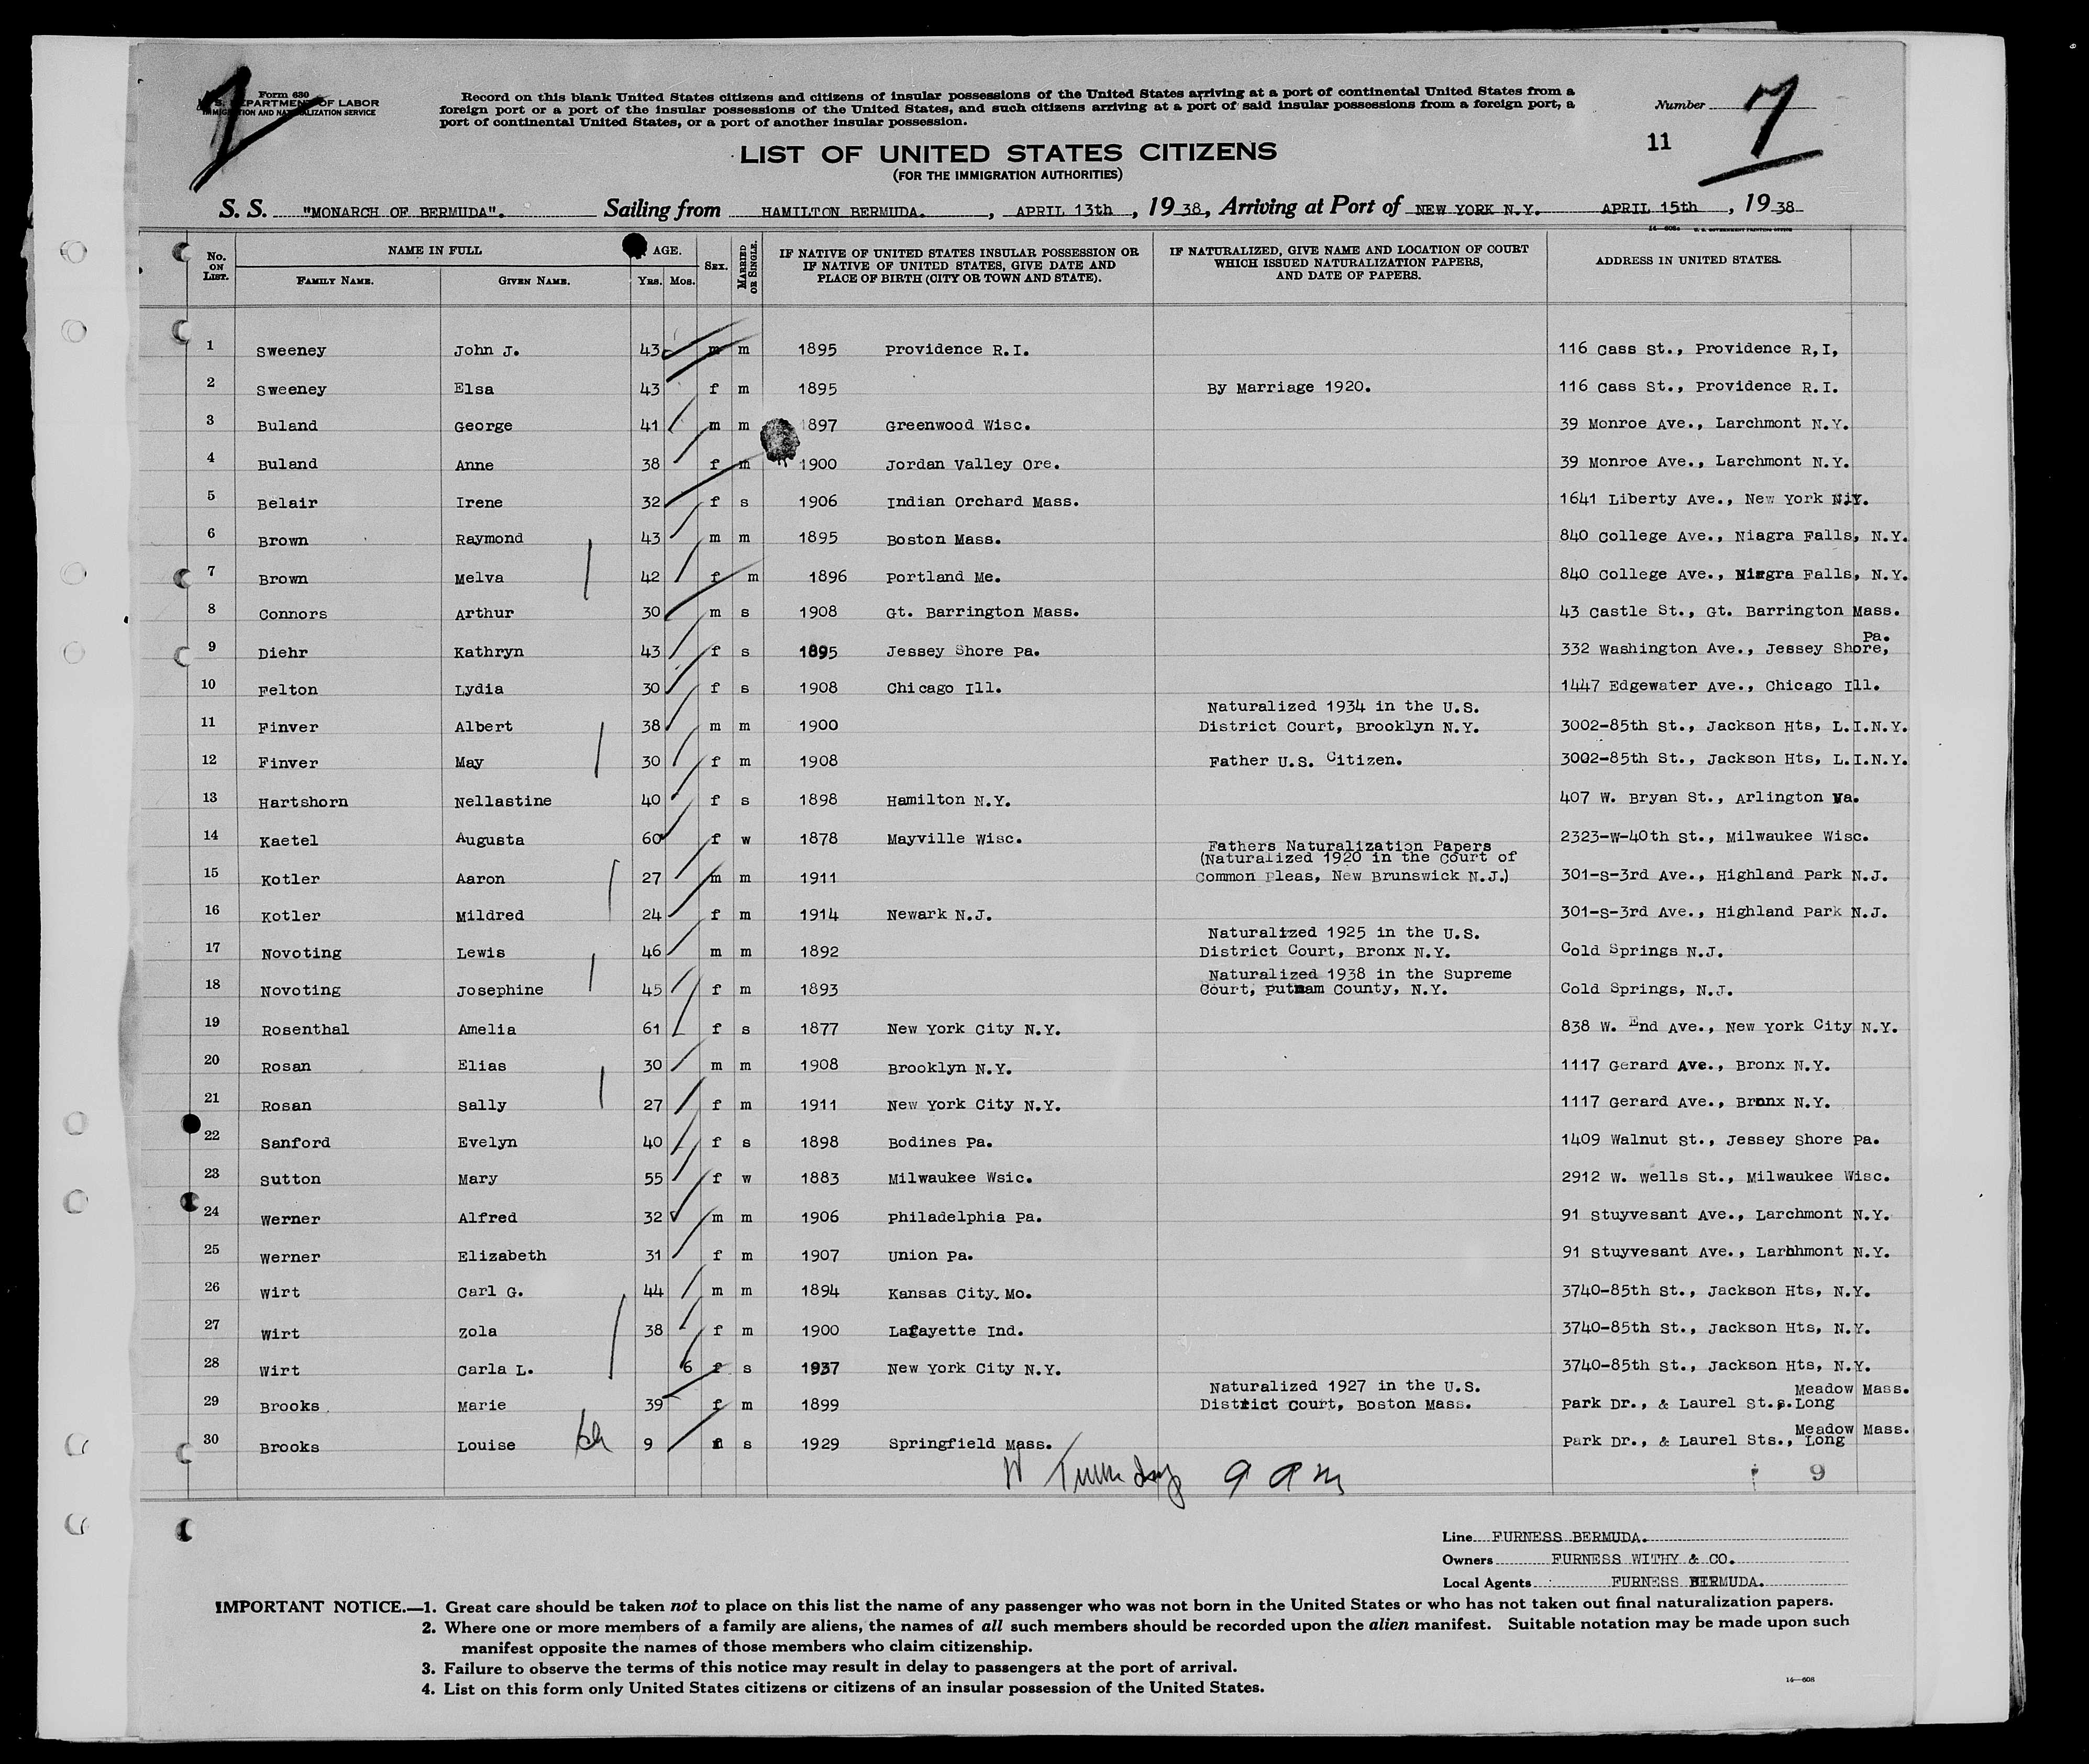 Form 630
U. S. DEPARTMENT OF LABOR
IMMIGRATION AND NATURALIZATION SERVICE
Record on this blank United States citizens and citizens of insular possessions of the United States arriving at a port of continental United States from a
foreign port or a port of the insular possessions of the United States, and such citizens arriving at a port of said insular possessions from a foreign port, a
port of continental United States, or a port of another insular possession.
Number 7
11
LIST OF UNITED STATES CITIZENS
(FOR THE IMMIGRATION AUTHORITIES)
S. S. "MONARCH OF BERMUDA". Sailing from HAMILTON BERMUDA. , APRIL 13th , 19 38, Arriving at Port of NEW YORK N.Y. APRIL 15th , 19 38
No. ON LIST. NAME IN FULL FAMILY NAME. GIVEN NAME. AGE. YRS. MOS. SEX. MARRIED OR SINGLE. IF NATIVE OF UNITED STATES INSULAR POSSESSION OR IF NATIVE OF UNITED STATES, GIVE DATE AND PLACE OF BIRTH (CITY OR TOWN AND STATE). IF NATURALIZED, GIVE NAME AND LOCATION OF COURT WHICH ISSUED NATURALIZATION PAPERS, AND DATE OF PAPERS. ADDRESS IN UNITED STATES.
1 Sweeney John J. 43 m m 1895 Providence R.I. 116 Cass St., Providence R,I,
2 Sweeney Elsa 43 f m 1895 By Marriage 1920. 116 Cass St., Providence R.I.
3 Buland George 41 m m 1897 Greenwood Wisc. 39 Monroe Ave., Larchmont N.Y.
4 Buland Anne 38 f m 1900 Jordan Valley Ore. 39 Monroe Ave., Larchmont N.Y.
5 Belair Irene 32 f s 1906 Indian Orchard Mass. 1641 Liberty Ave., New York N.Y.
6 Brown Raymond 43 m m 1895 Boston Mass. 840 College Ave., Niagra Falls, N.Y.
7 Brown Melva 42 f m 1896 Portland Me. 840 College Ave., Niagra Falls, N.Y.
8 Connors Arthur 30 m s 1908 Gt. Barrington Mass. 43 Castle St., Gt. Barrington Mass.
9 Diehr Kathryn 43 f s 1895 Jessey Shore Pa. 332 Washington Ave., Jessey Shore, Pa.
10 Felton Lydia 30 f s 1908 Chicago Ill. 1447 Edgewater Ave., Chicago Ill.
11 Finver Albert 38 m m 1900 Naturalized 1934 in the U.S. District Court, Brooklyn N.Y. 3002-85th St., Jackson Hts, L.I.N.Y.
12 Finver May 30 f m 1908 Father U.S. Citizen. 3002-85th St., Jackson Hts, L.I.N.Y.
13 Hartshorn Nellastine 40 f s 1898 Hamilton N.Y. 407 W. Bryan St., Arlington Va.
14 Kaetel Augusta 60 f w 1878 Mayville Wisc. 2323-W-40th St., Milwaukee Wisc.
15 Kotler Aaron 27 m m 1911 Fathers Naturalization Papers (Naturalized 1920 in the Court of Common Pleas, New Brunswick N.J.) 301-S-3rd Ave., Highland Park N.J.
16 Kotler Mildred 24 f m 1914 Newark N.J. 301-S-3rd Ave., Highland Park N.J.
17 Novoting Lewis 46 m m 1892 Naturalized 1925 in the U.S. District Court, Bronx N.Y. Cold Springs N.J.
18 Novoting Josephine 45 f m 1893 Naturalized 1938 in the Supreme Court, Putnam County, N.Y. Cold Springs, N.J.
19 Rosenthal Amelia 61 f s 1877 New York City N.Y. 838 W. End Ave., New York City N.Y.
20 Rosan Elias 30 m m 1908 Brooklyn N.Y. 1117 Gerard Ave., Bronx N.Y.
21 Rosan Sally 27 f m 1911 New York City N.Y. 1117 Gerard Ave., Bronx N.Y.
22 Sanford Evelyn 40 f s 1898 Bodines Pa. 1409 Walnut St., Jessey Shore Pa.
23 Sutton Mary 55 f w 1883 Milwaukee Wsic. 2912 W. Wells St., Milwaukee Wisc.
24 Werner Alfred 32 m m 1906 Philadelphia Pa. 91 Stuyvesant Ave., Larchmont N.Y.
25 Werner Elizabeth 31 f m 1907 Union Pa. 91 Stuyvesant Ave., Larhhmont N.Y.
26 Wirt Carl G. 44 m m 1894 Kansas City. Mo. 3740-85th St., Jackson Hts, N.Y.
27 Wirt Zola 38 f m 1900 Lafayette Ind. 3740-85th St., Jackson Hts, N.Y.
28 Wirt Carla L. 6 f s 1937 New York City N.Y. 3740-85th St., Jackson Hts, N.Y.
29 Brooks Marie 39 f m 1899 Naturalized 1927 in the U.S. District Court, Boston Mass. Park Dr., & Laurel St.,. Long Meadow Mass.
30 Brooks Louise 9 f s 1929 Springfield Mass. Park Dr., & Laurel Sts., Long Meadow Mass.
9 am 9
Line FURNESS BERMUDA.
Owners FURNESS WITHY & CO.
Local Agents FURNESS BERMUDA.
IMPORTANT NOTICE.—1. Great care should be taken not to place on this list the name of any passenger who was not born in the United States or who has not taken out final naturalization papers.
2. Where one or more members of a family are aliens, the names of all such members should be recorded upon the alien manifest. Suitable notation may be made upon such
manifest opposite the names of those members who claim citizenship.
3. Failure to observe the terms of this notice may result in delay to passengers at the port of arrival.
4. List on this form only United States citizens or citizens of an insular possession of the United States.
14—608